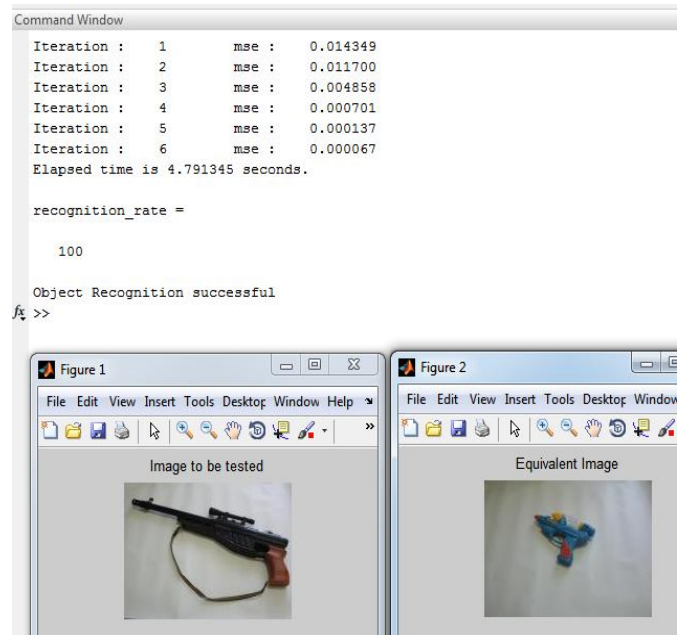 Command Window
Iteration : 1 mse : 0.014349
Iteration : 2 mse : 0.011700
Iteration : 3 mse : 0.004858
Iteration : 4 mse : 0.000701
Iteration : 5 mse : 0.000137
Iteration : 6 mse : 0.000067
Elapsed time is 4.791345 seconds.
recognition_rate =
100
Object Recognition successful
fx >>
Figure 1
File Edit View Insert Tools Desktop Window Help
Image to be tested
Figure 2
File Edit View Insert Tools Desktop Window
Equivalent Image